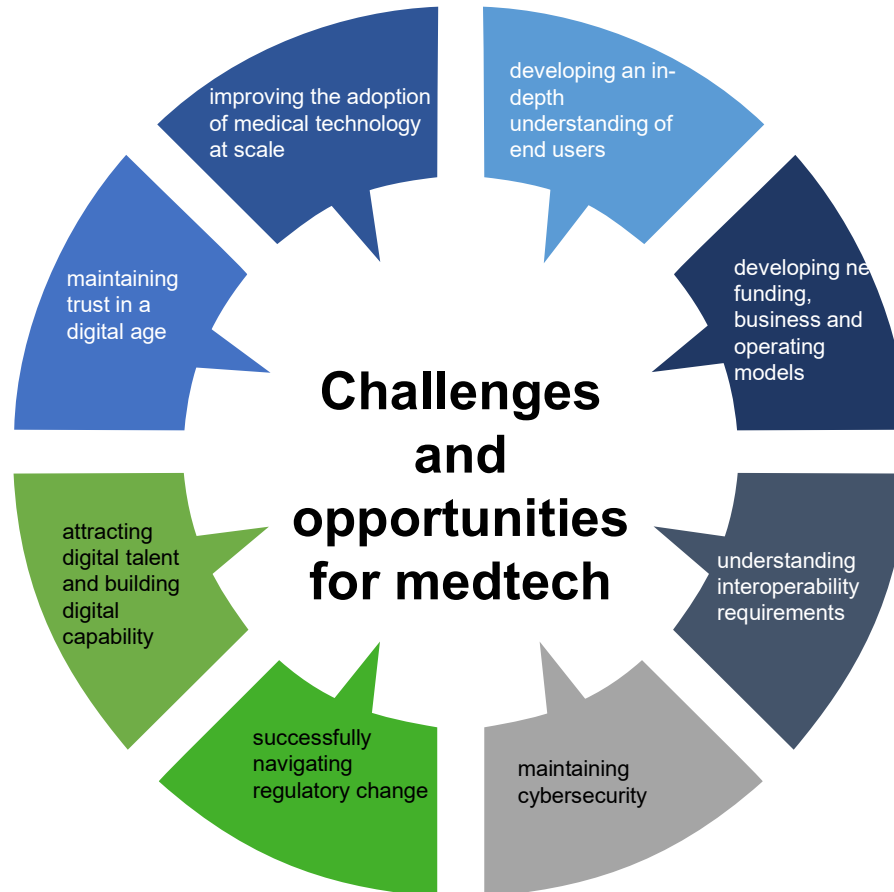 improving the adoption
of medical technology
at scale
developing an in-
depth
understanding of
end users
developing ne
funding,
business and
operating
models
understanding
interoperability
requirements
maintaining
cybersecurity
successfully
navigating
regulatory change
attracting
digital talent
and building
digital
capability
maintaining
trust in a
digital age
Challenges
and
opportunities
for medtech